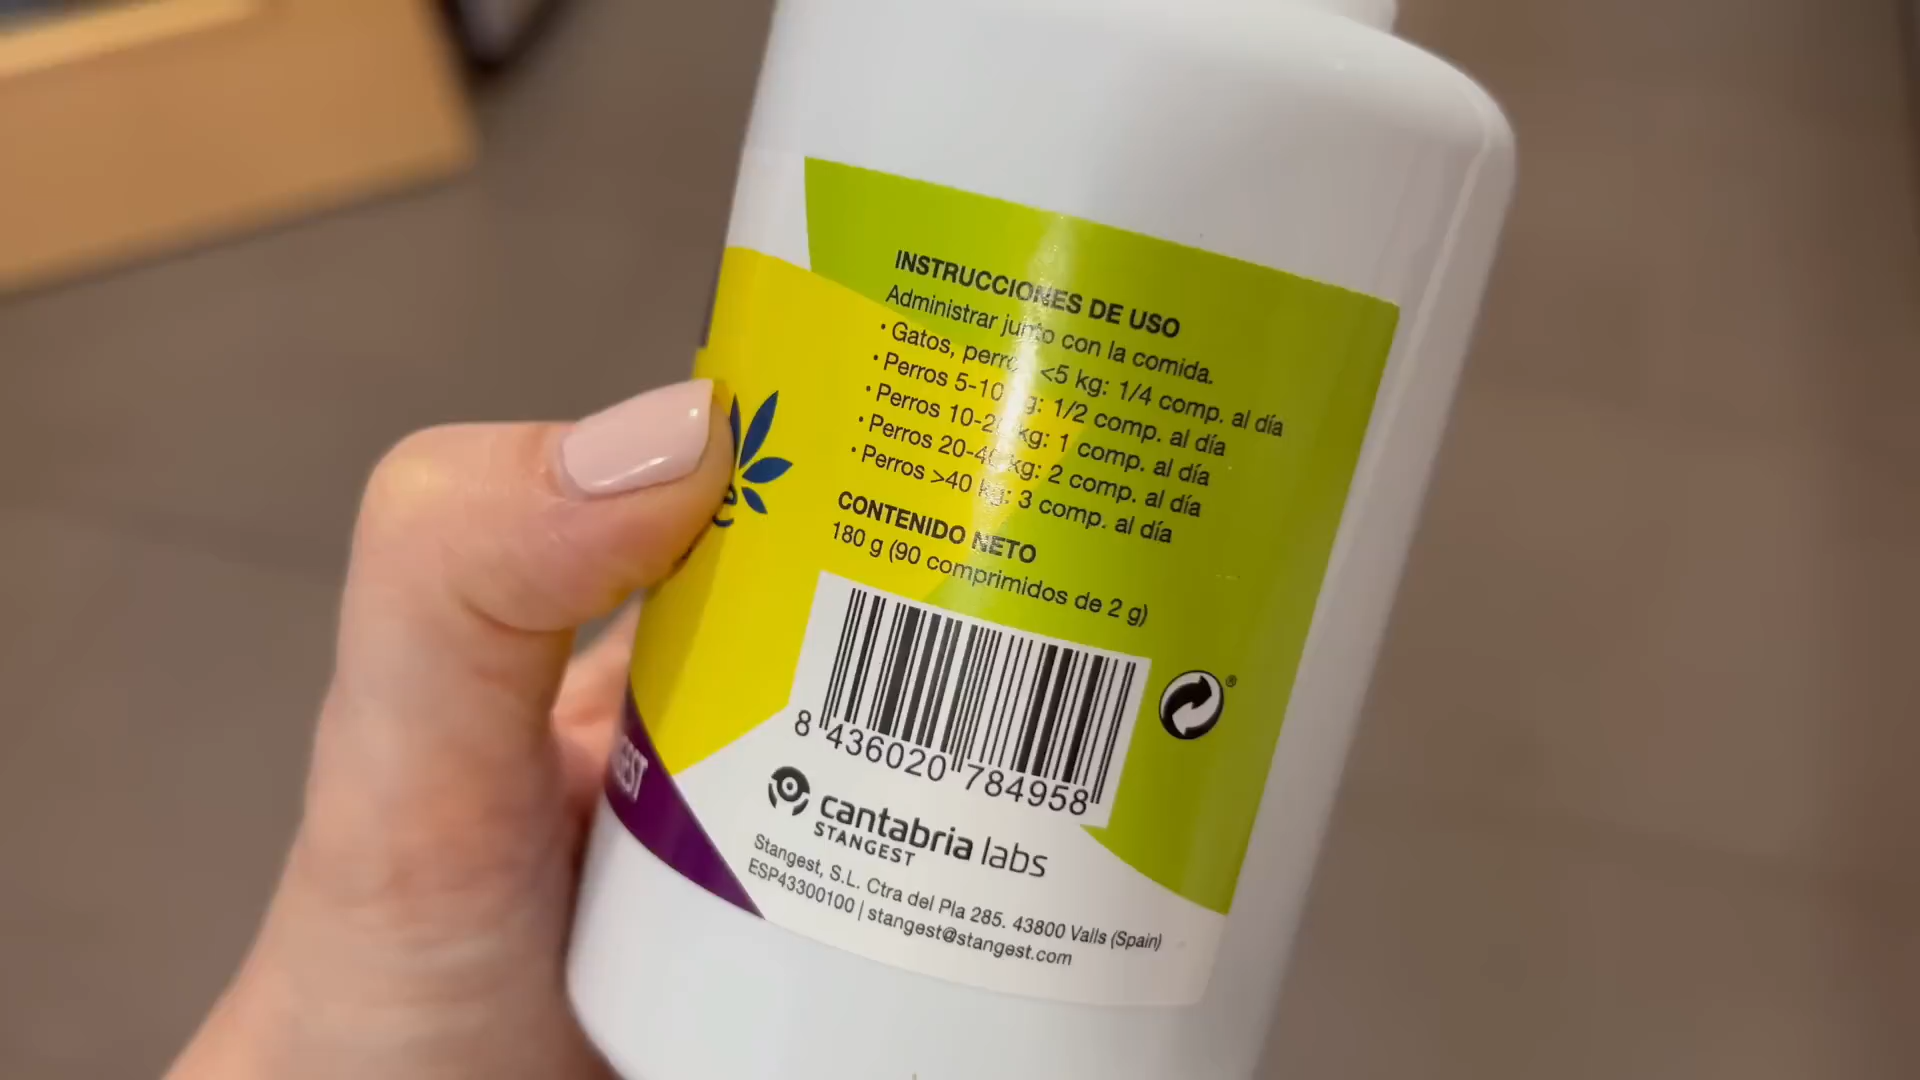 INSTRUCCIONES DE USO
Administrar junto con la comida.
• Gatos, perros <5 kg: 1/4 comp. al día
• Perros 5-10 kg: 1/2 comp. al día
• Perros 10-20 kg: 1 comp. al día
• Perros 20-40 kg: 2 comp. al día
• Perros >40 kg: 3 comp. al día
CONTENIDO NETO
180 g (90 comprimidos de 2 g)
8 436020 784958
®
cantabria labs
STANGEST
Stangest, S.L. Ctra del Pla 285. 43800 Valls (Spain)
ESP43300100 | stangest@stangest.com